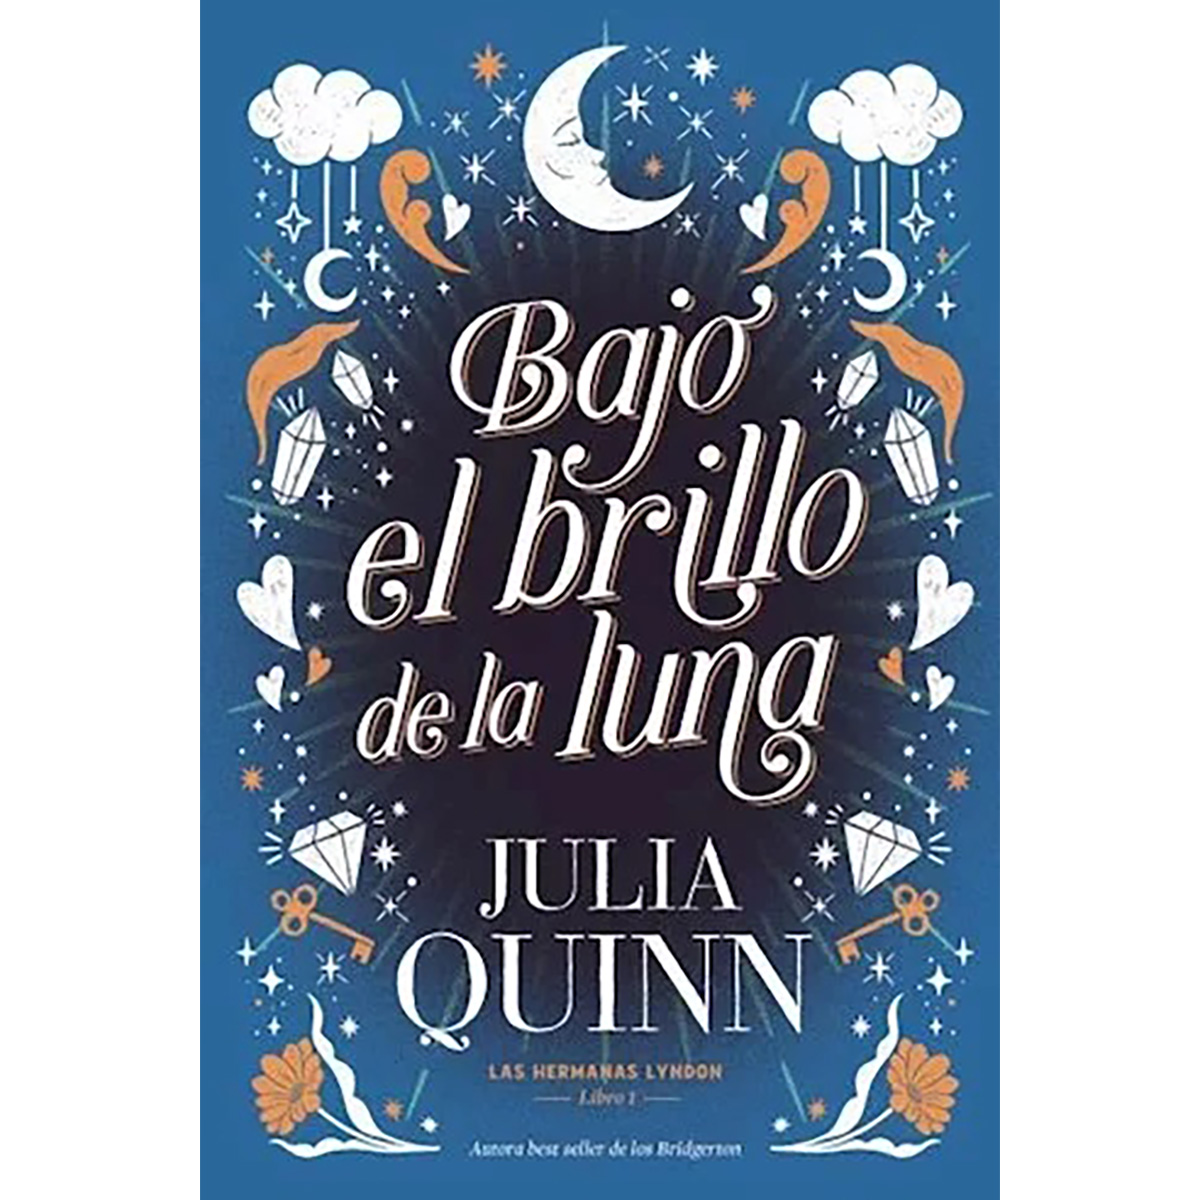 Bajo
el brillo
de la luna
JULIA
QUINN
LAS HERMANAS LYNDON
Libro 1
Autora best seller de los Bridgerton